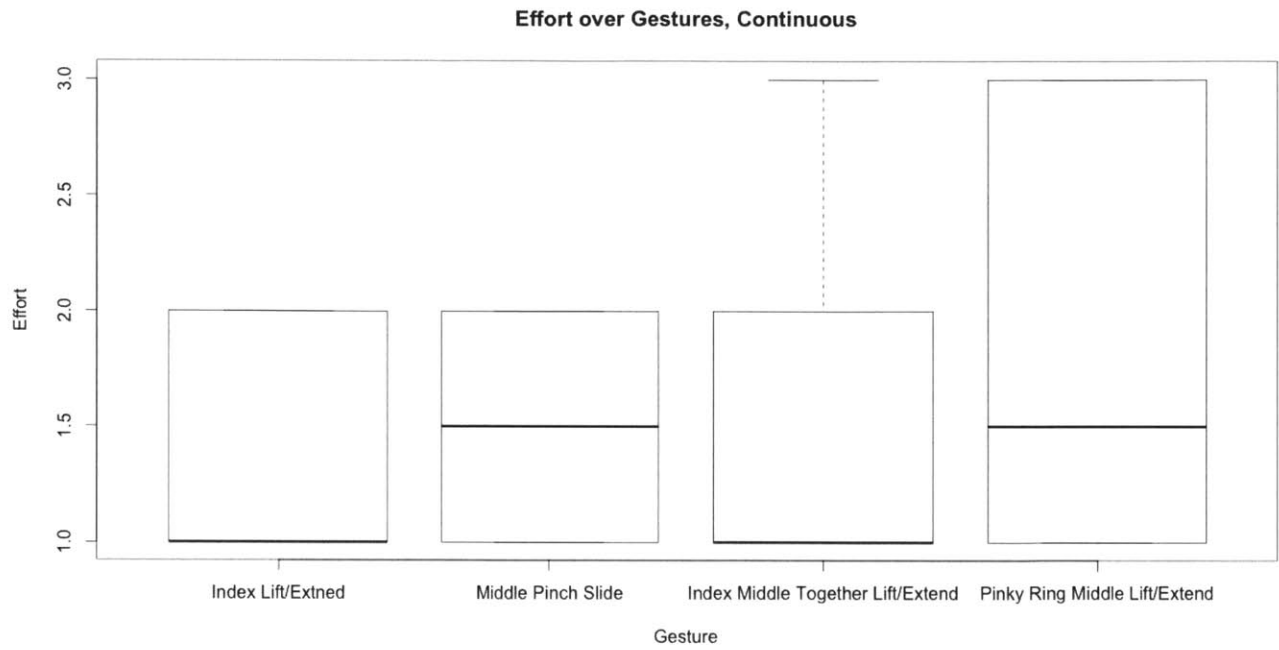 Effort over Gestures, Continuous
3.0
2.5
2.0
1.5
1.0
Effort
Index Lift/Extned
Middle Pinch Slide
Index Middle Together Lift/Extend
Pinky Ring Middle Lift/Extend
Gesture